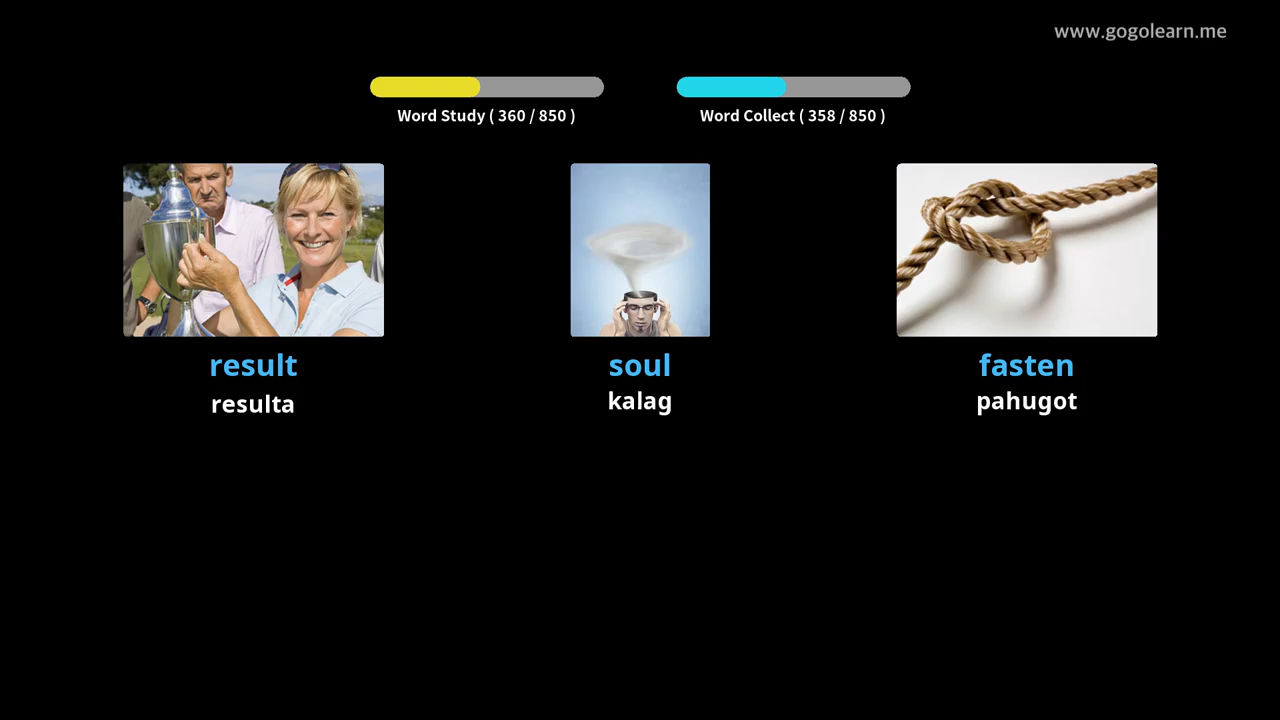 www.gogolearn.me
Word Study ( 360 / 850 )
Word Collect ( 358 / 850 )
result
resulta
soul
kalag
fasten
pahugot